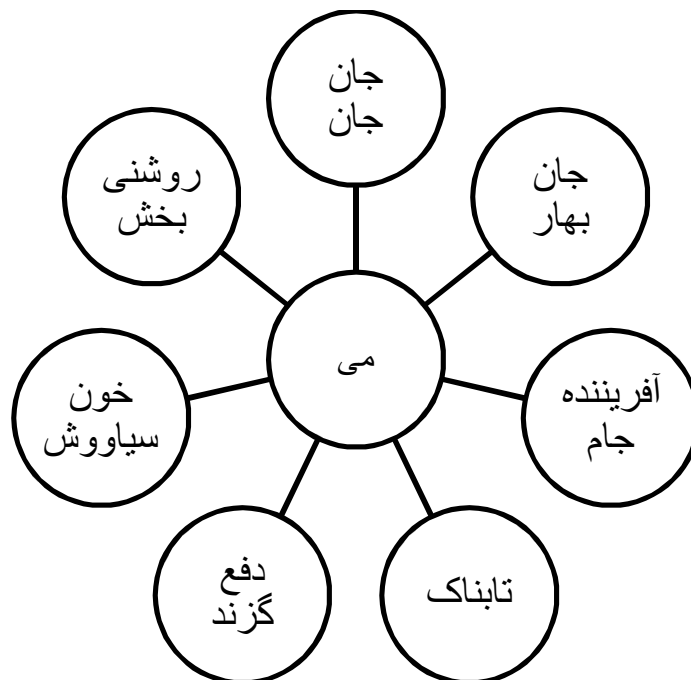 جان
جان
جان
بهار
آفریننده
جام
تابناک
دفع
گزند
خون
سیاووش
روشنی
بخش
می